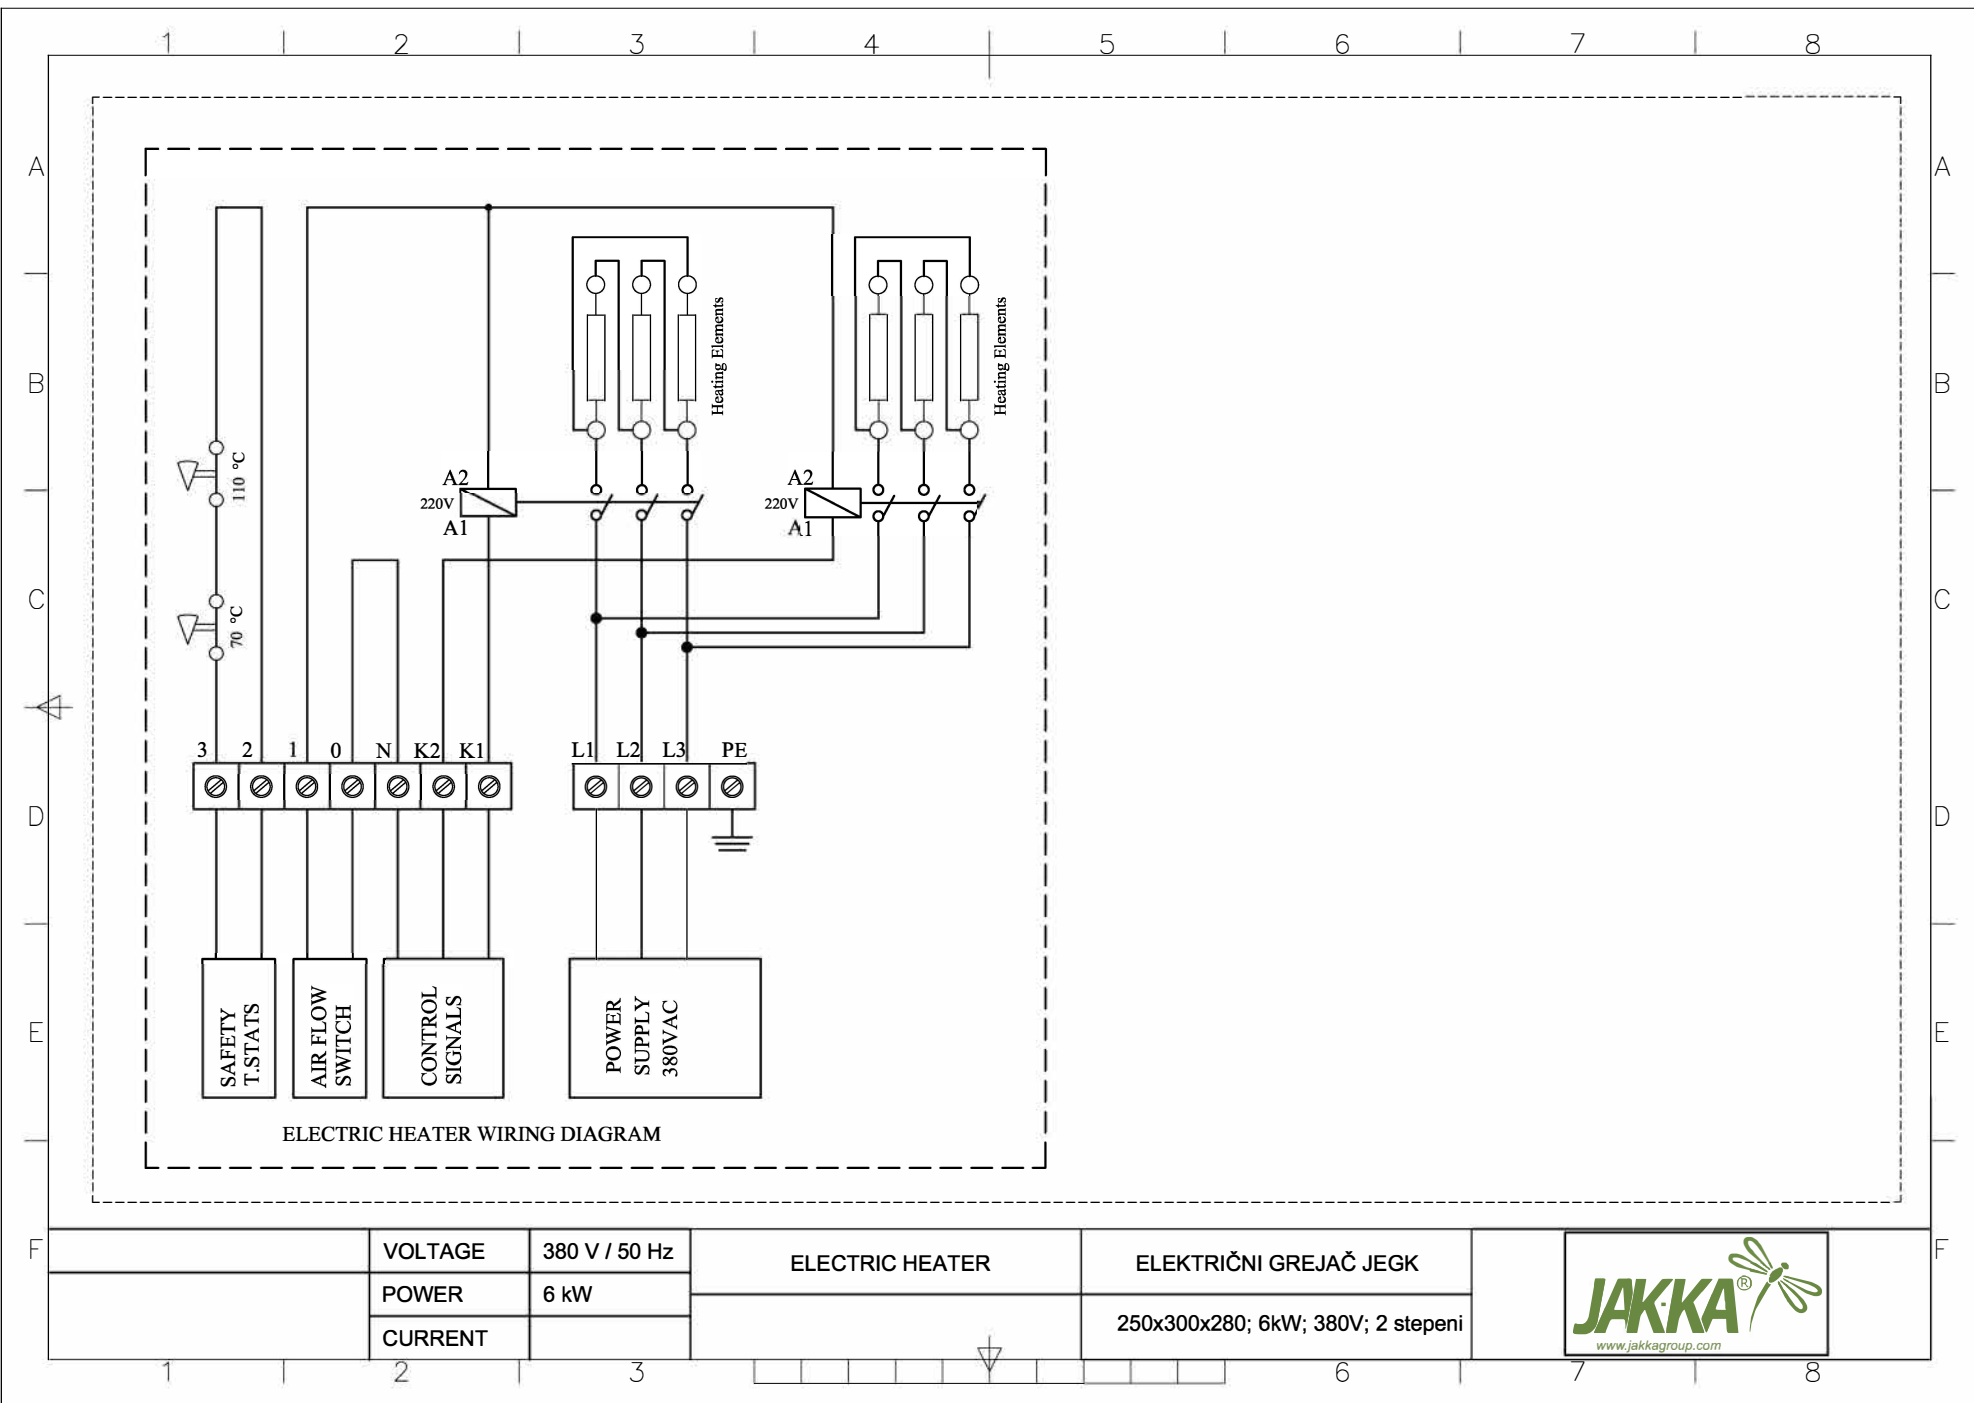 1 2 3 4 5 6 7 8
A A
110 °C
A2
220V
A1
Heating Elements
A2
220V
A1
Heating Elements
B B
70 °C
C C
3 2 1 0 N K2 K1
L1 L2 L3 PE
D D
SAFETY
T.STATS
AIR FLOW
SWITCH
CONTROL
SIGNALS
POWER
SUPPLY
380VAC
E E
ELECTRIC HEATER WIRING DIAGRAM
F F
VOLTAGE 380 V / 50 Hz
POWER 6 kW
CURRENT
ELECTRIC HEATER
ELEKTRIČNI GREJAČ JEGK
250x300x280; 6kW; 380V; 2 stepeni
JAK·KA®
www.jakkagroup.com
1 2 3 6 7 8